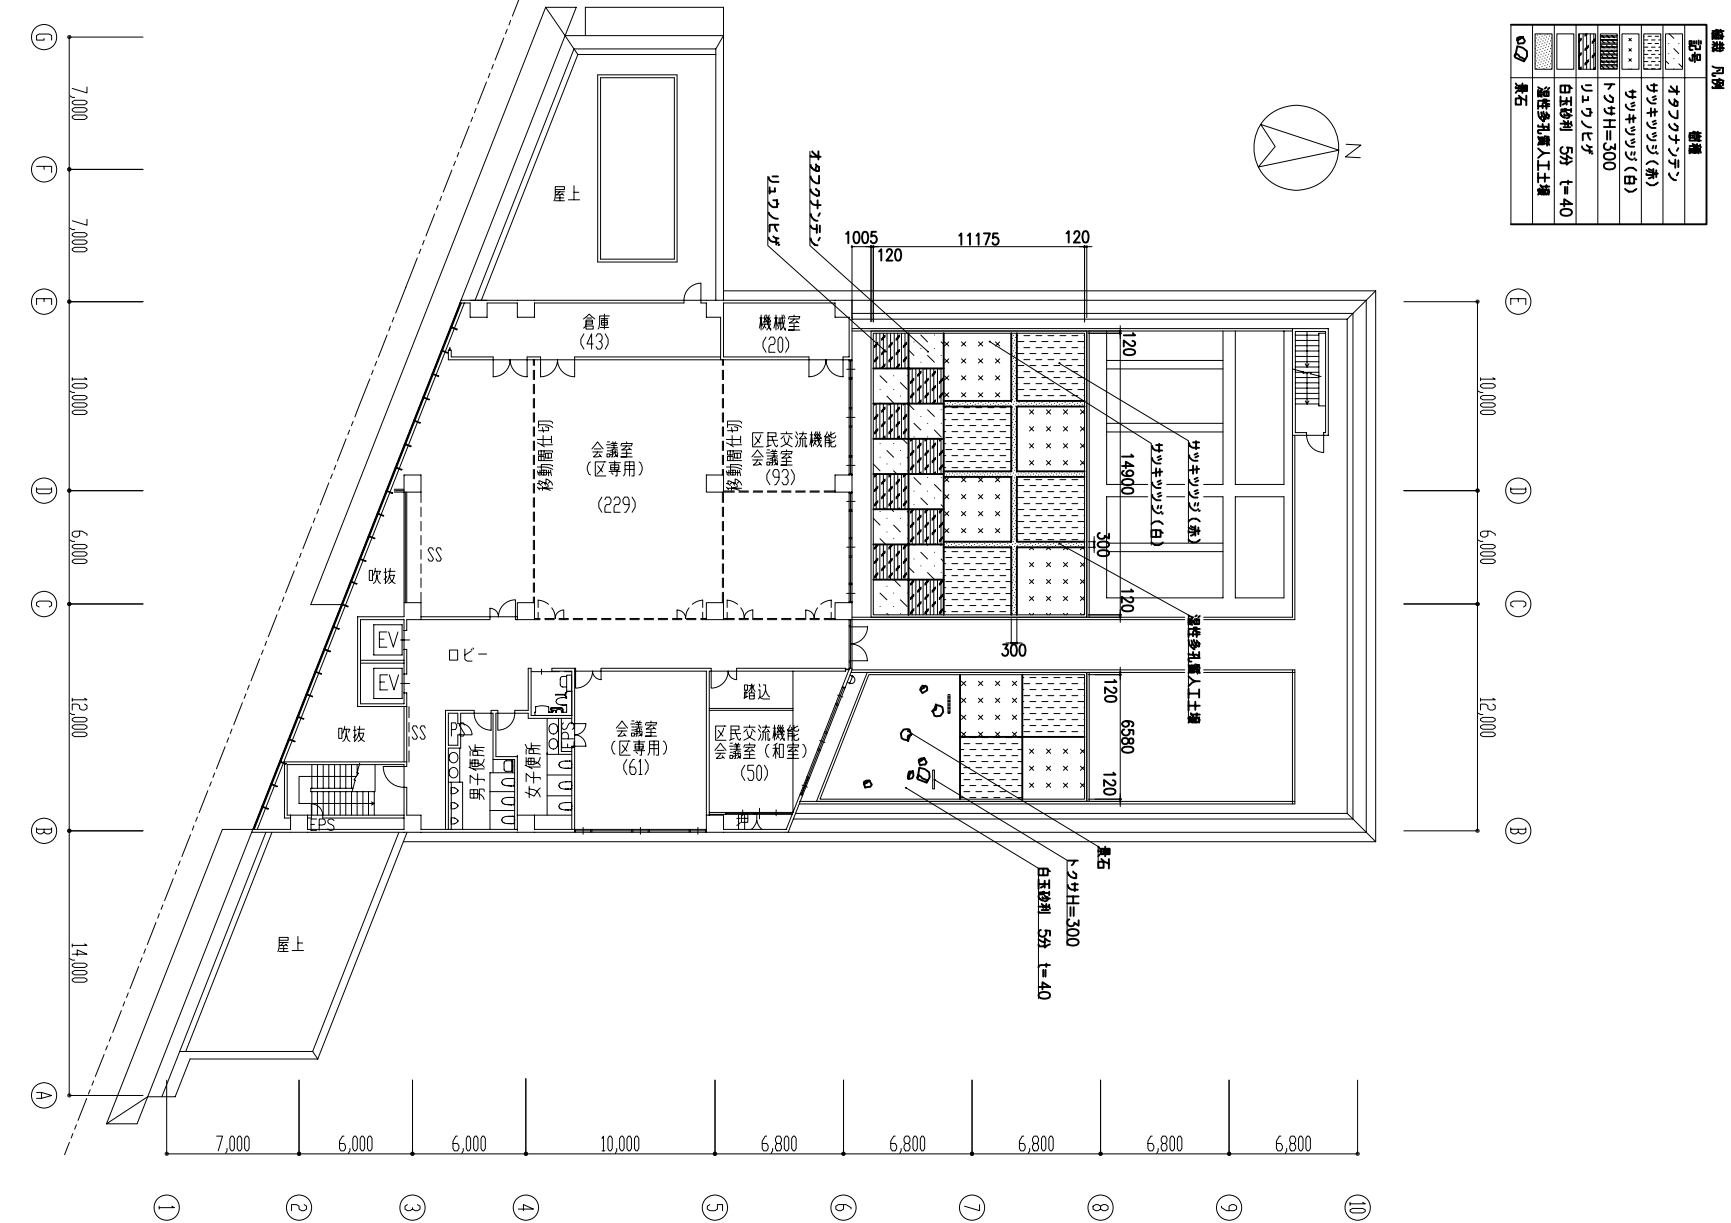 植栽 凡例
記号 樹種
オタフクナンテン
サツキツツジ(赤)
サツキツツジ(白)
トクサH=300
リュウノヒゲ
白玉砂利 5分 t=40
湿性多孔質人工土壌
景石
N
G
7,000
F
7,000
E
10,000
D
6,000
C
12,000
B
14,000
A
屋上
オタフクナンテン
リュウノヒゲ
1005
120
11175
120
E
10,000
D
6,000
C
12,000
B
倉庫
(43)
機械室
(20)
移動間仕切
会議室
(区専用)
(229)
移動間仕切
区民交流機能
会議室
(93)
120
14900
300
120
300
サツキツツジ(赤)
サツキツツジ(白)
湿性多孔質人工土壌
SS
吹抜
EV
EV
ロビー
吹抜
SS
EPS
PS
男子便所
女子便所
EPS
会議室
(区専用)
(61)
踏込
区民交流機能
会議室(和室)
(50)
押入
120
6580
120
景石
トクサH=300
白玉砂利 5分 t=40
屋上
7,000
6,000
6,000
10,000
6,800
6,800
6,800
6,800
6,800
1
2
3
4
5
6
7
8
9
10